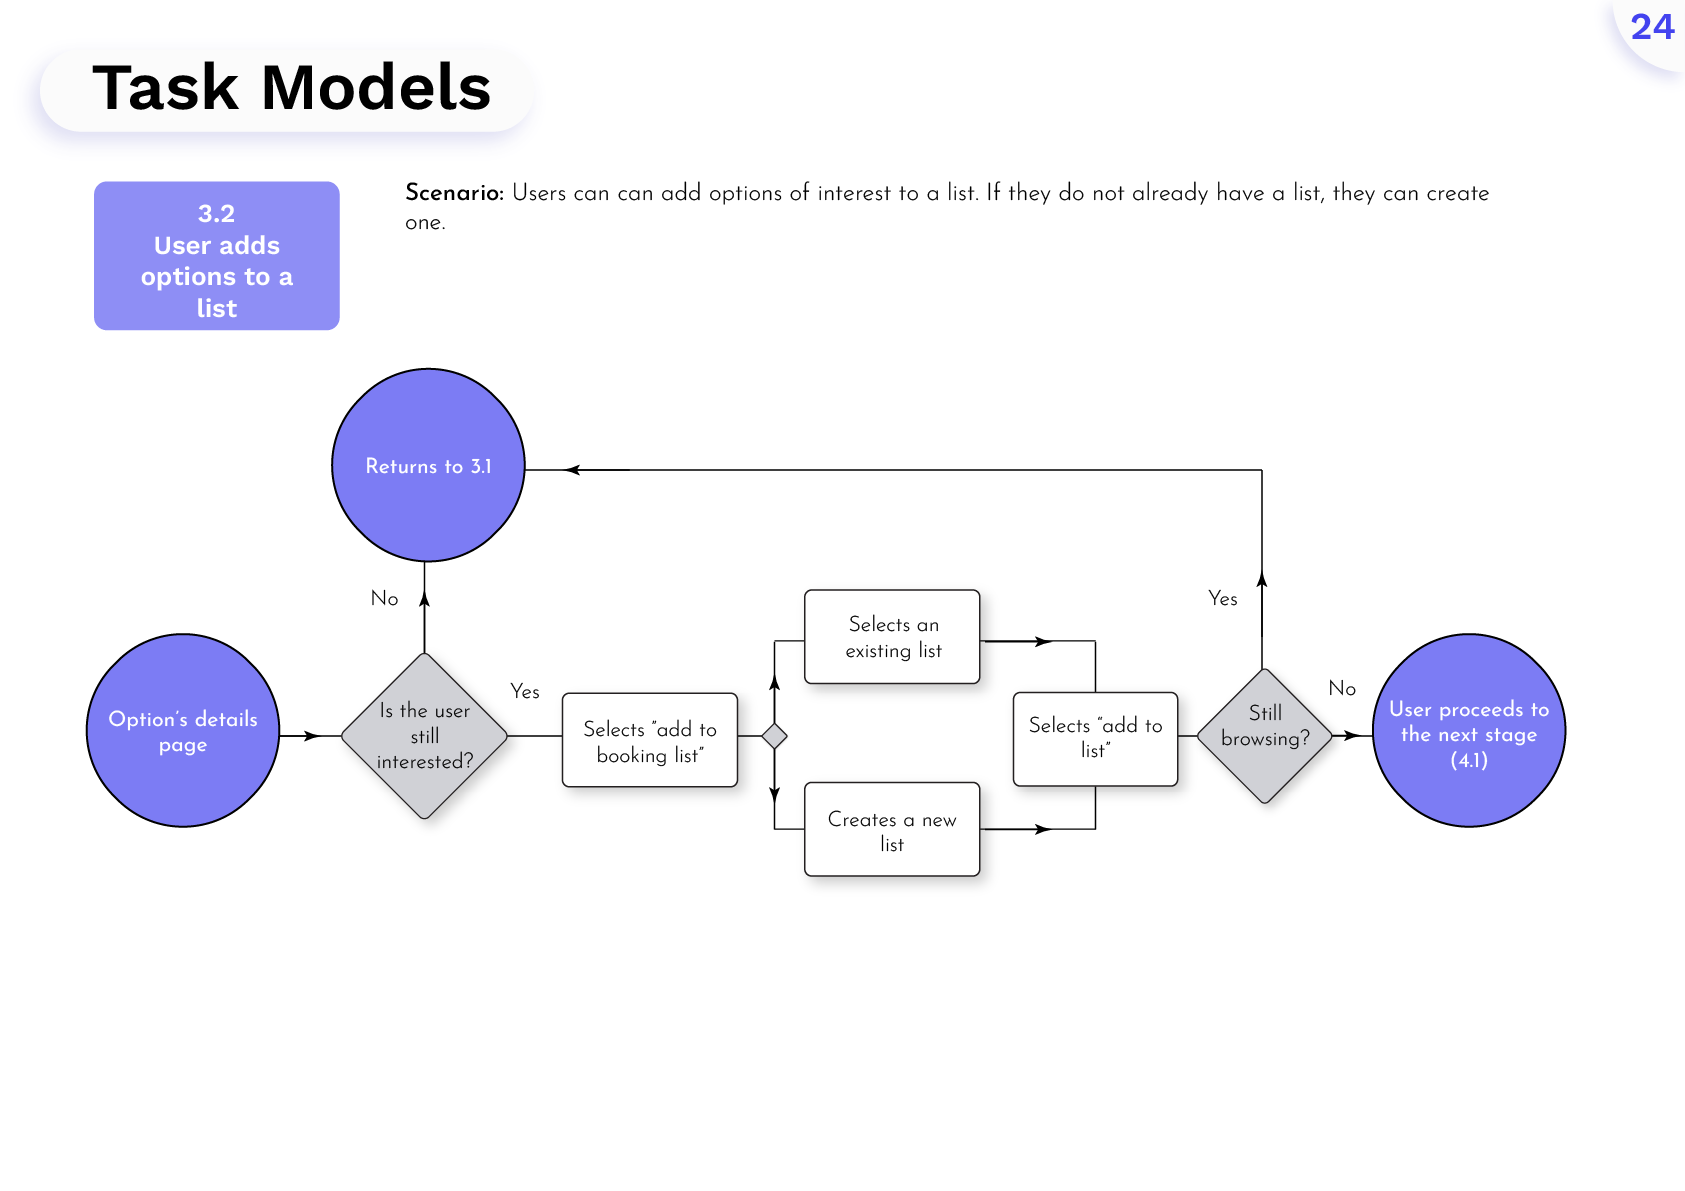 24
Task Models
3.2
User adds
options to a
list
Scenario: Users can can add options of interest to a list. If they do not already have a list, they can create
one.
Returns to 3.1
No
Yes
Selects an
existing list
Option's details
page
Is the user
still
interested?
Yes
Selects "add to
booking list"
Selects “add to
list”
Still
browsing?
No
User proceeds to
the next stage
(4.1)
Creates a new
list